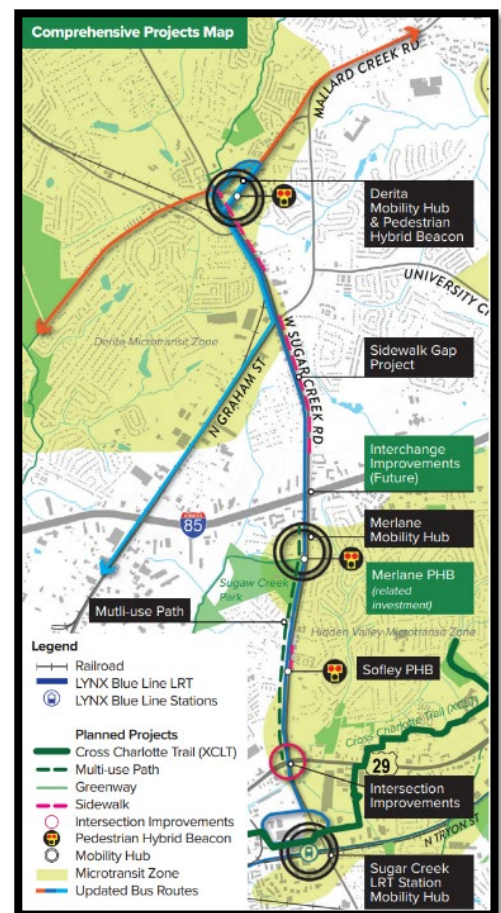 Comprehensive Projects Map
MALLARD CREEK RD
Derita
Mobility Hub
& Pedestrian
Hybrid Beacon
UNIVERSITY CI
Derita Microtransit Zone
W SUGAR CREEK RD
Sidewalk Gap
Project
N GRAHAM ST
Interchange
Improvements
(Future)
85
Merlane
Mobility Hub
Sugaw Creek
Park
Merlane PHB
(related
investment)
Mutli-use Path
Hidden Valley Microtransit Zone
Sofley PHB
Cross Charlotte Trail (XCLT)
29
Intersection
Improvements
N TRYON ST
Sugar Creek
LRT Station
Mobility Hub
Legend
Railroad
LYNX Blue Line LRT
LYNX Blue Line Stations
Planned Projects
Cross Charlotte Trail (XCLT)
Multi-use Path
Greenway
Sidewalk
Intersection Improvements
Pedestrian Hybrid Beacon
Mobility Hub
Microtransit Zone
Updated Bus Routes